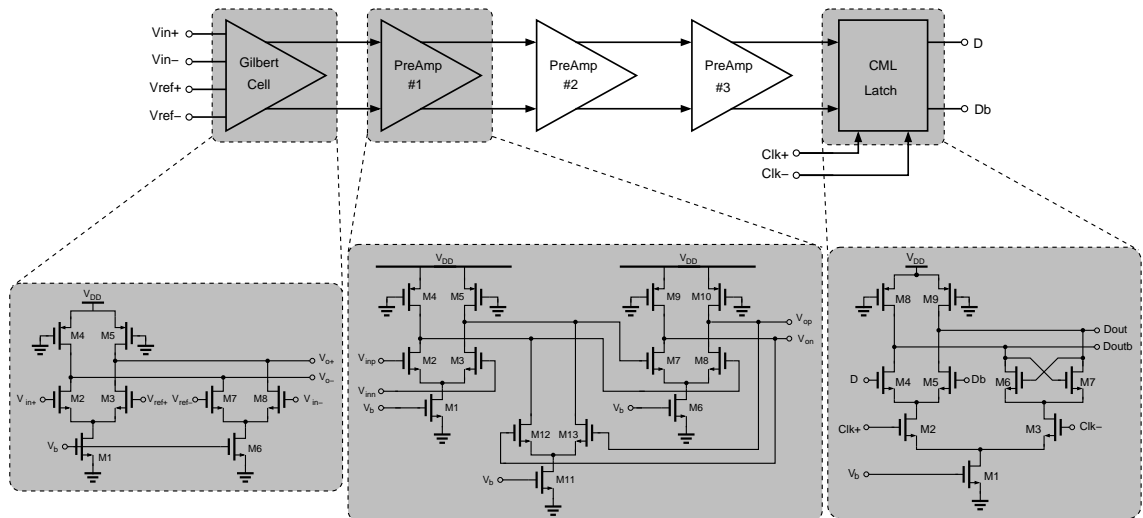 Vin+
Vin−
Vref+
Vref−
Gilbert
Cell
PreAmp
#1
PreAmp
#2
PreAmp
#3
CML
Latch
D
Db
Clk+
Clk−
VDD
M4
M5
Vo+
Vo−
M2
M3
M7
M8
Vin+
Vref+
Vref−
Vin−
Vb
M1
M6
VDD
VDD
M4
M5
M9
M10
Vop
Von
Vinp
M2
M3
M7
M8
Vinn
Vb
M1
Vb
M6
M12
M13
Vb
M11
VDD
M8
M9
Dout
Doutb
D
M4
M5
Db
M6
M7
Clk+
M2
M3
Clk−
Vb
M1